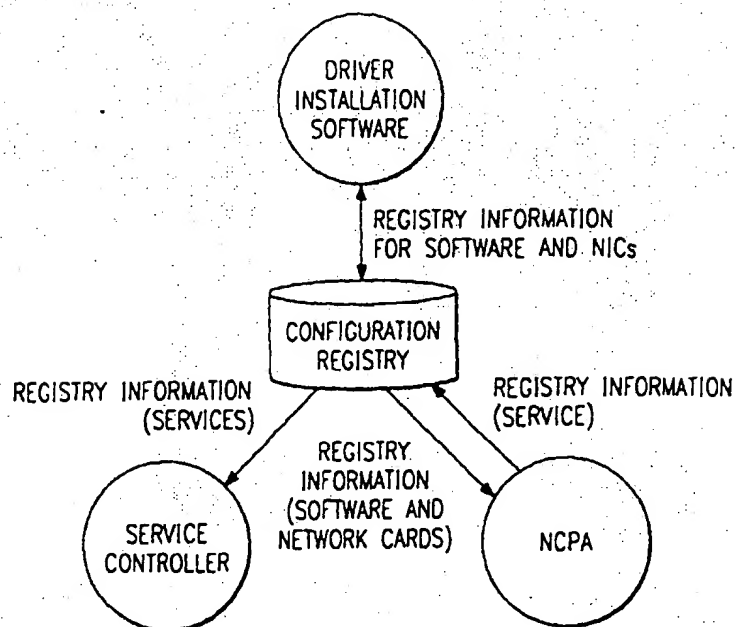 DRIVER
INSTALLATION
SOFTWARE
REGISTRY INFORMATION
FOR SOFTWARE AND NICs
CONFIGURATION
REGISTRY
REGISTRY INFORMATION
(SERVICES)
REGISTRY INFORMATION
(SERVICE)
REGISTRY
INFORMATION
(SOFTWARE AND
NETWORK CARDS)
SERVICE
CONTROLLER
NCPA